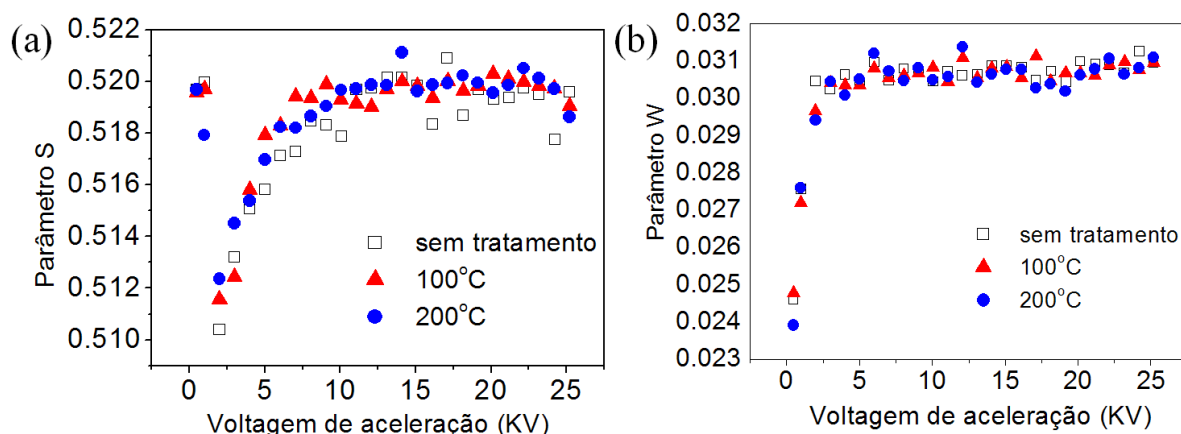 (a)
0.522
0.520
0.518
0.516
0.514
0.512
0.510
Parâmetro S
sem tratamento
100°C
200°C
0 5 10 15 20 25
Voltagem de aceleração (KV)
(b)
0.032
0.031
0.030
0.029
0.028
0.027
0.026
0.025
0.024
0.023
Parâmetro W
sem tratamento
100°C
200°C
0 5 10 15 20 25
Voltagem de aceleração (KV)